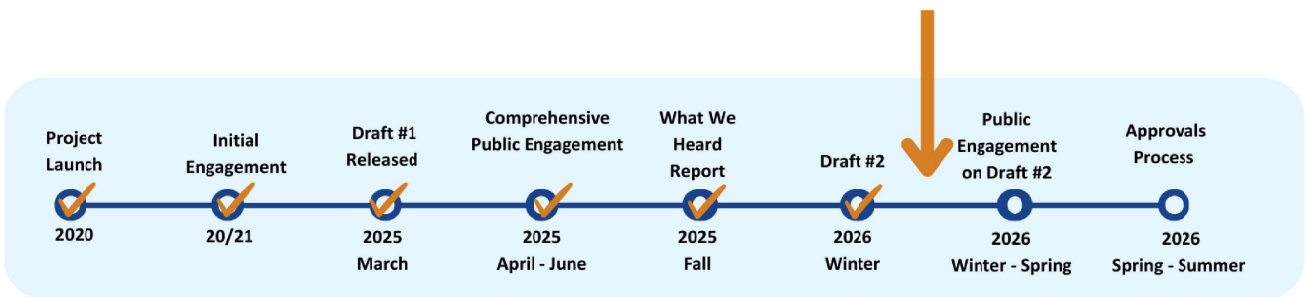 Project
Launch
2020
Initial
Engagement
20/21
Draft #1
Released
2025
March
Comprehensive
Public Engagement
2025
April - June
What We
Heard
Report
2025
Fall
Draft #2
2026
Winter
Public
Engagement
on Draft #2
2026
Winter - Spring
Approvals
Process
2026
Spring - Summer